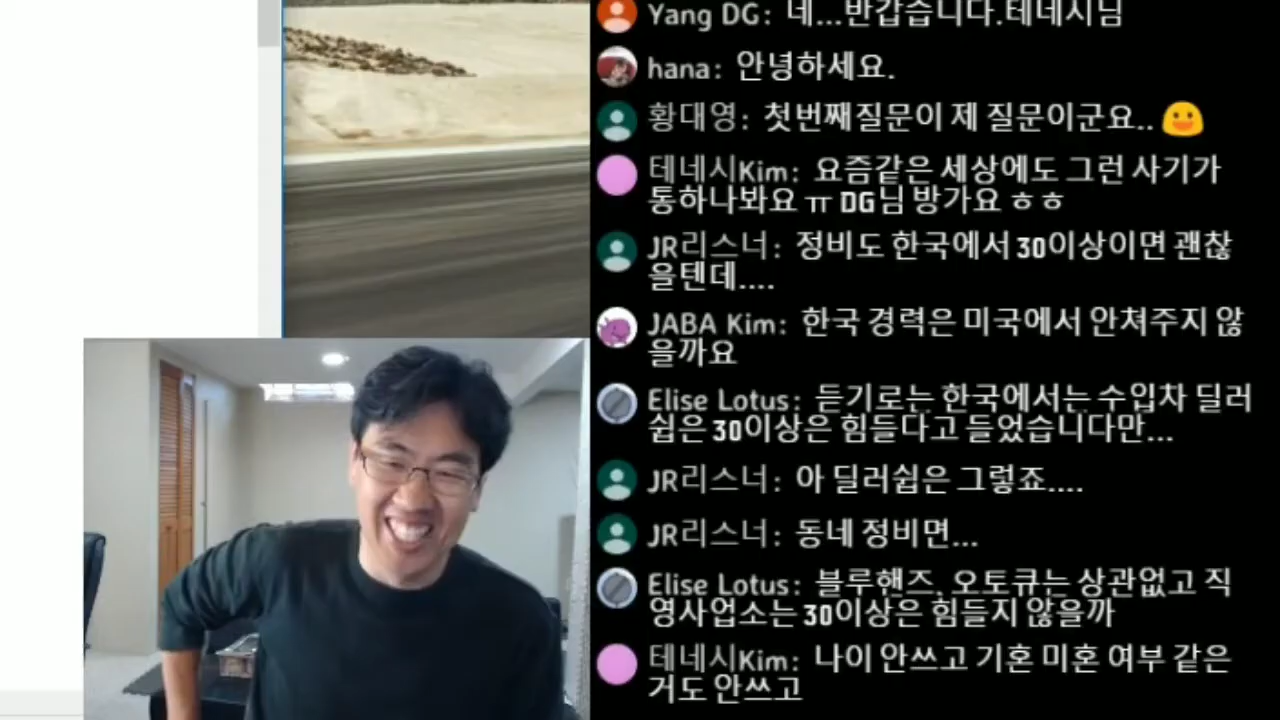 Yang DG: 네...반갑습니다.테네시님
hana: 안녕하세요.
황대영: 첫번째질문이 제 질문이군요..
테네시Kim: 요즘같은 세상에도 그런 사기가
통하나봐요 ㅠ DG님 방가요 ㅎㅎ
JR리스너: 정비도 한국에서 30이상이면 괜찮
을텐데....
JABA Kim: 한국 경력은 미국에서 안쳐주지 않
을까요
Elise Lotus: 듣기로는 한국에서는 수입차 딜러
쉽은 30이상은 힘들다고 들었습니다만...
JR리스너: 아 딜러쉽은 그렇죠....
JR리스너: 동네 정비면...
Elise Lotus: 블루핸즈, 오토큐는 상관없고 직
영사업소는 30이상은 힘들지 않을까
테네시Kim: 나이 안쓰고 기혼 미혼 여부 같은
거도 안쓰고